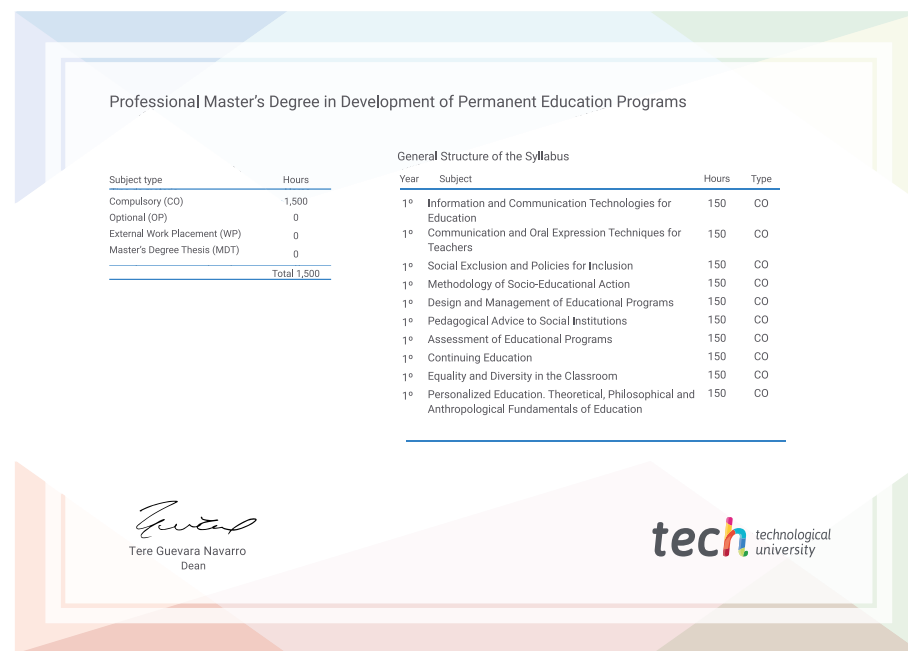 Professional Master's Degree in Development of Permanent Education Programs
Subject type Hours
Compulsory (CO) 1,500
Optional (OP) 0
External Work Placement (WP) 0
Master's Degree Thesis (MDT) 0
Total 1,500
General Structure of the Syllabus
Year Subject Hours Type
1º Information and Communication Technologies for 150 CO
Education
1º Communication and Oral Expression Techniques for 150 CO
Teachers
1º Social Exclusion and Policies for Inclusion 150 CO
1º Methodology of Socio-Educational Action 150 CO
1º Design and Management of Educational Programs 150 CO
1º Pedagogical Advice to Social Institutions 150 CO
1º Assessment of Educational Programs 150 CO
1º Continuing Education 150 CO
1º Equality and Diversity in the Classroom 150 CO
1º Personalized Education. Theoretical, Philosophical and 150 CO
Anthropological Fundamentals of Education
Tere Guevara Navarro
Dean
tech technological
university